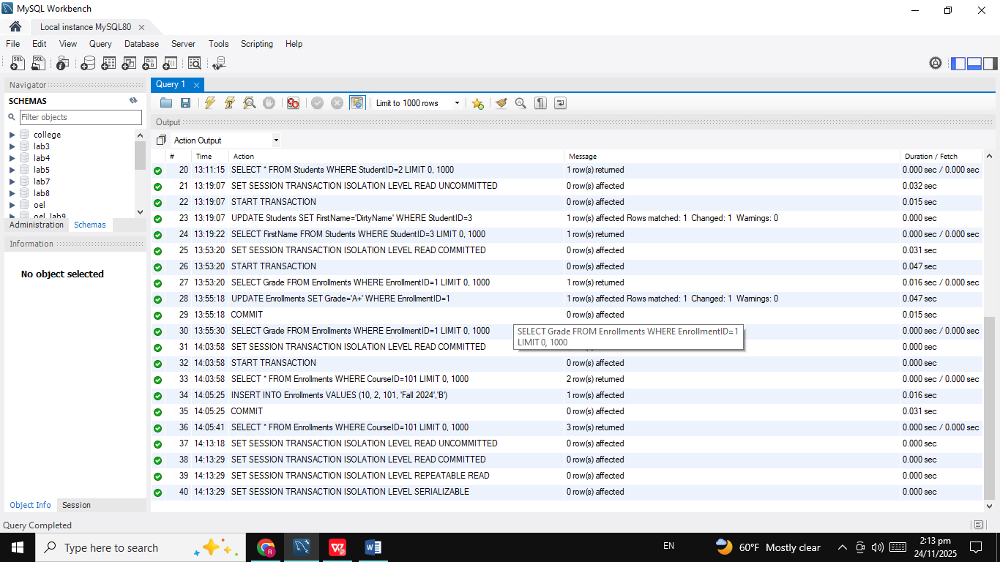 MySQL Workbench
Local instance MySQL80
File Edit View Query Database Server Tools Scripting Help
Navigator
SCHEMAS
Filter objects
college
lab3
lab4
lab5
lab7
lab8
oel
oel_lab9
Administration Schemas
Information
No object selected
Object Info Session
Query 1
Limit to 1000 rows
Output
Action Output
# Time Action Message Duration / Fetch
20 13:11:15 SELECT * FROM Students WHERE StudentID=2 LIMIT 0, 1000 1 row(s) returned 0.000 sec / 0.000 sec
21 13:19:07 SET SESSION TRANSACTION ISOLATION LEVEL READ UNCOMMITTED 0 row(s) affected 0.032 sec
22 13:19:07 START TRANSACTION 0 row(s) affected 0.015 sec
23 13:19:07 UPDATE Students SET FirstName='DirtyName' WHERE StudentID=3 1 row(s) affected Rows matched: 1 Changed: 1 Warnings: 0 0.000 sec
24 13:19:22 SELECT FirstName FROM Students WHERE StudentID=3 LIMIT 0, 1000 1 row(s) returned 0.000 sec / 0.000 sec
25 13:53:20 SET SESSION TRANSACTION ISOLATION LEVEL READ COMMITTED 0 row(s) affected 0.031 sec
26 13:53:20 START TRANSACTION 0 row(s) affected 0.047 sec
27 13:53:20 SELECT Grade FROM Enrollments WHERE EnrollmentID=1 LIMIT 0, 1000 1 row(s) returned 0.016 sec / 0.000 sec
28 13:55:18 UPDATE Enrollments SET Grade='A+' WHERE EnrollmentID=1 1 row(s) affected Rows matched: 1 Changed: 1 Warnings: 0 0.047 sec
29 13:55:18 COMMIT 0 row(s) affected 0.015 sec
30 13:55:30 SELECT Grade FROM Enrollments WHERE EnrollmentID=1 LIMIT 0, 1000 0.000 sec / 0.000 sec
SELECT Grade FROM Enrollments WHERE EnrollmentID=1
LIMIT 0, 1000
31 14:03:58 SET SESSION TRANSACTION ISOLATION LEVEL READ COMMITTED 0.000 sec
32 14:03:58 START TRANSACTION 0 row(s) affected 0.000 sec
33 14:03:58 SELECT * FROM Enrollments WHERE CourseID=101 LIMIT 0, 1000 2 row(s) returned 0.000 sec / 0.000 sec
34 14:05:25 INSERT INTO Enrollments VALUES (10, 2, 101, 'Fall 2024','B') 1 row(s) affected 0.016 sec
35 14:05:25 COMMIT 0 row(s) affected 0.031 sec
36 14:05:41 SELECT * FROM Enrollments WHERE CourseID=101 LIMIT 0, 1000 3 row(s) returned 0.000 sec / 0.000 sec
37 14:13:18 SET SESSION TRANSACTION ISOLATION LEVEL READ UNCOMMITTED 0 row(s) affected 0.000 sec
38 14:13:29 SET SESSION TRANSACTION ISOLATION LEVEL READ COMMITTED 0 row(s) affected 0.000 sec
39 14:13:29 SET SESSION TRANSACTION ISOLATION LEVEL REPEATABLE READ 0 row(s) affected 0.000 sec
40 14:13:29 SET SESSION TRANSACTION ISOLATION LEVEL SERIALIZABLE 0 row(s) affected 0.000 sec
Query Completed
Type here to search
EN
60°F Mostly clear
2:13 pm
24/11/2025